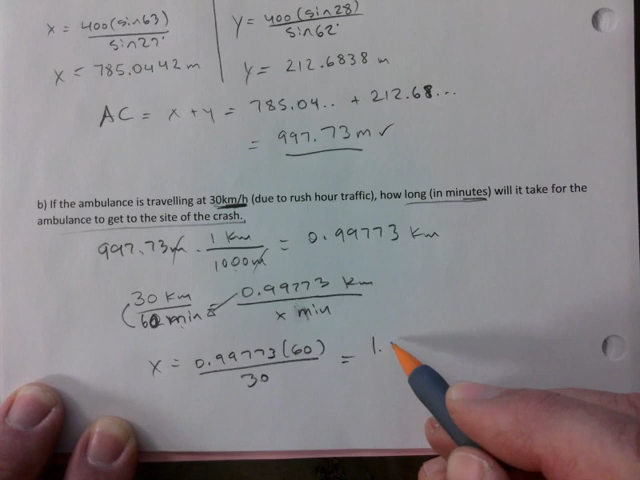 x = 400(sin63)
sin27°
x = 785.0442 m
y = 400(sin28)
sin62°
y = 212.6838 m
AC = x + y = 785.04.. + 212.68...
= 997.73m ✓
b) If the ambulance is travelling at 30km/h (due to rush hour traffic), how long (in minutes) will it take for the
ambulance to get to the site of the crash.
997.73m · 1 km / 1000m = 0.99773 km
30 km / 60 min = 0.99773 km / x min
x = 0.99773(60) / 30 = 1.